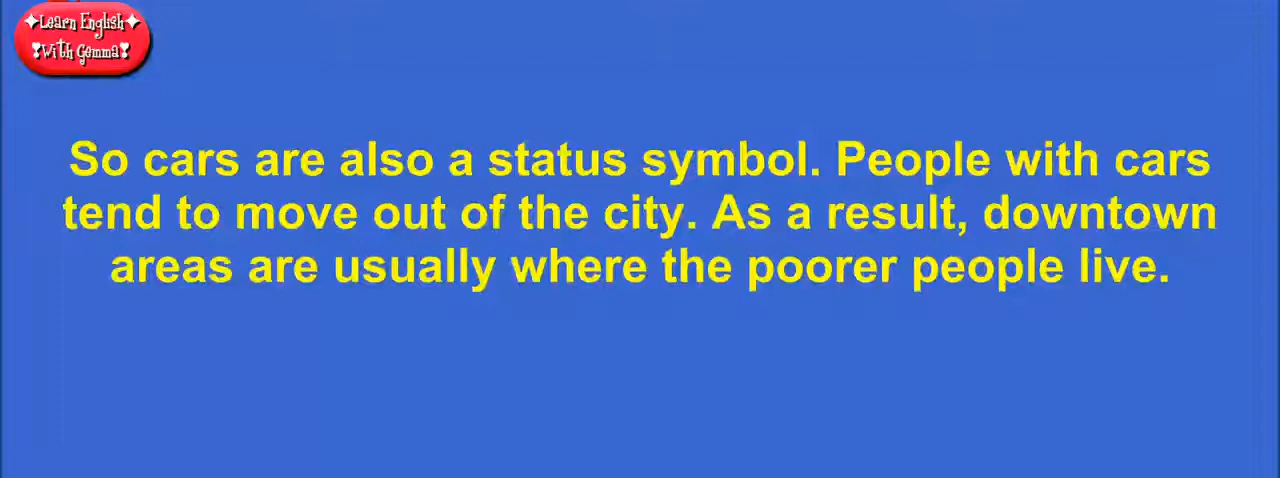 ✦Learn English✦
❣With Gemma❣
So cars are also a status symbol. People with cars
tend to move out of the city. As a result, downtown
areas are usually where the poorer people live.